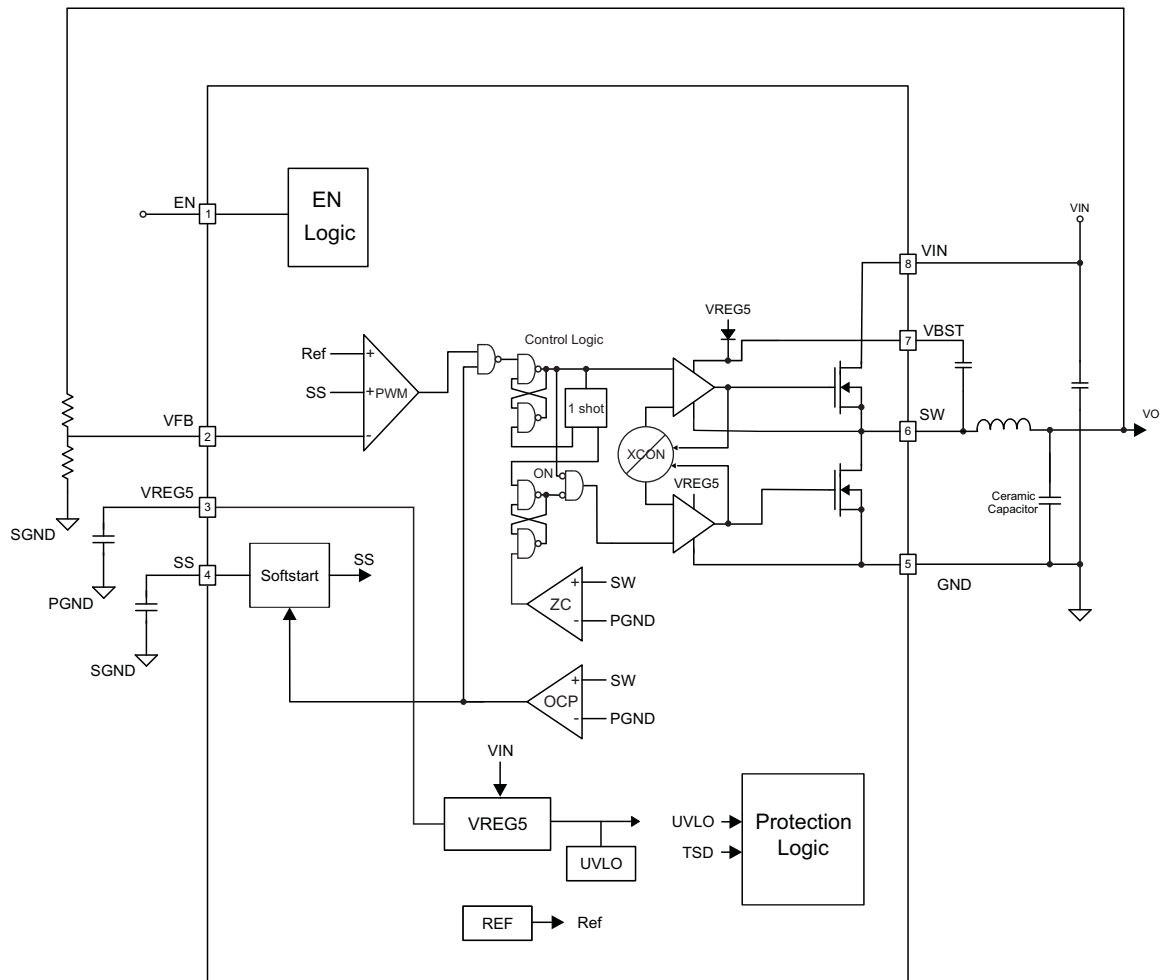 EN
1
EN
Logic
VIN
VIN
8
VREG5
VBST
7
Control Logic
Ref
+
SS
+
PWM
-
1 shot
VFB
2
SW
6
VO
XCON
ON
VREG5
Ceramic
Capacitor
VREG5
3
SGND
SS
4
Softstart
SS
PGND
SGND
5
GND
+
SW
ZC
-
PGND
+
SW
OCP
-
PGND
VIN
VREG5
UVLO
UVLO
TSD
Protection
Logic
REF
Ref